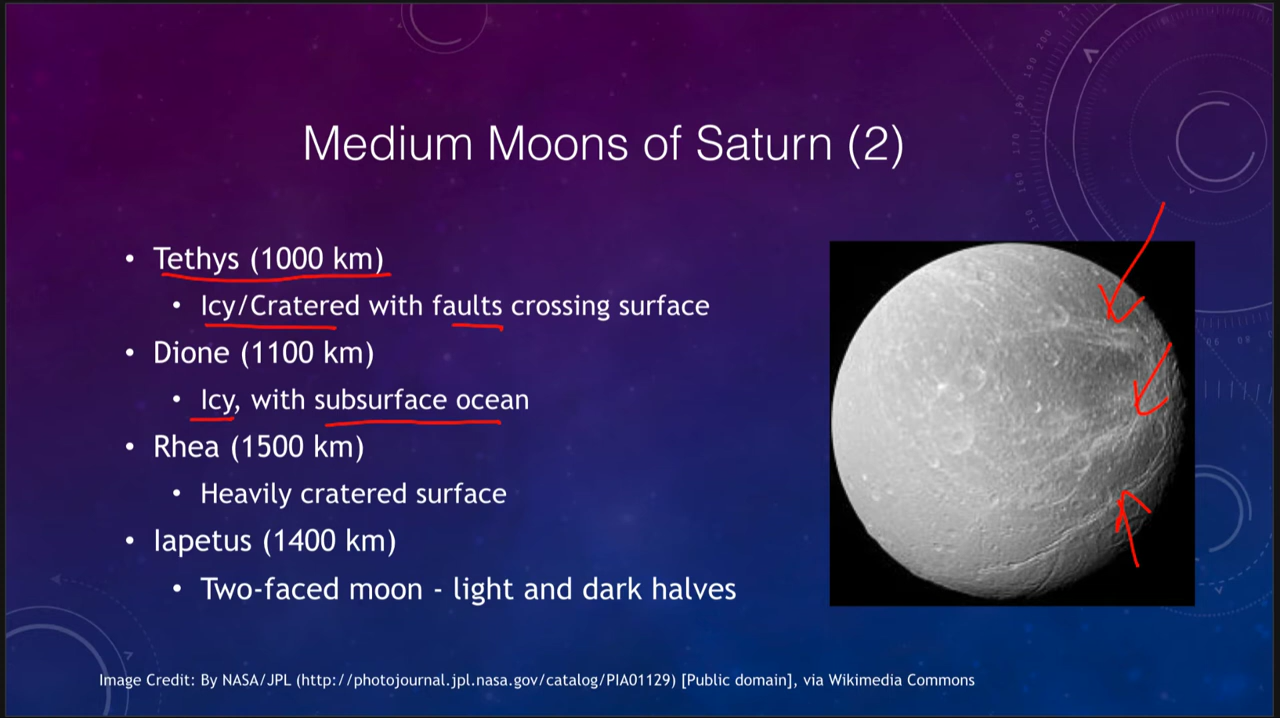 Medium Moons of Saturn (2)
• Tethys (1000 km)
• Icy/Cratered with faults crossing surface
• Dione (1100 km)
• Icy, with subsurface ocean
• Rhea (1500 km)
• Heavily cratered surface
• Iapetus (1400 km)
• Two-faced moon - light and dark halves
Image Credit: By NASA/JPL (http://photojournal.jpl.nasa.gov/catalog/PIA01129) [Public domain], via Wikimedia Commons